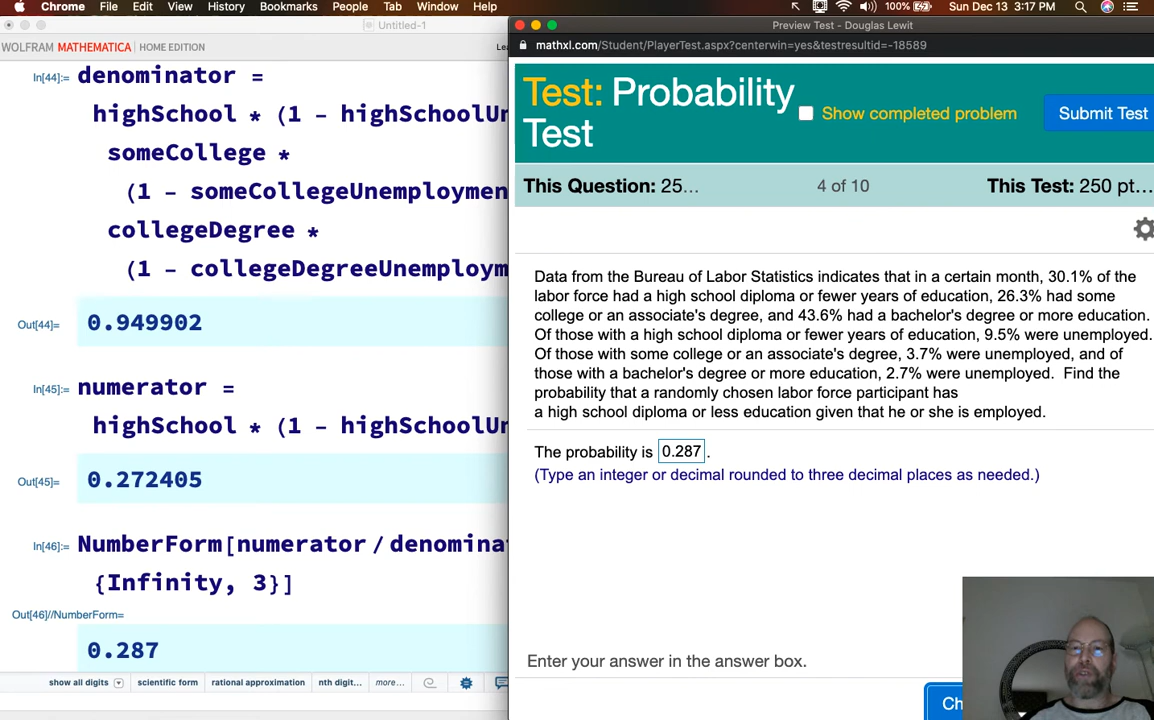 Chrome File Edit View History Bookmarks People Tab Window Help 100% Sun Dec 13 3:17 PM
Untitled-1
WOLFRAM MATHEMATICA | HOME EDITION
In[44]:= denominator =
highSchool * (1 - highSchoolUn
someCollege *
(1 - someCollegeUnemploymen
collegeDegree *
(1 - collegeDegreeUnemploym
Out[44]= 0.949902
In[45]:= numerator =
highSchool * (1 - highSchoolUn
Out[45]= 0.272405
In[46]:= NumberForm[numerator / denomina
{Infinity, 3}]
Out[46]//NumberForm=
0.287
show all digits scientific form rational approximation nth digit... more...
Preview Test - Douglas Lewit
mathxl.com/Student/PlayerTest.aspx?centerwin=yes&testresultid=-18589
Test: Probability
Test
Show completed problem
Submit Test
This Question: 25... 4 of 10 This Test: 250 pt...
Data from the Bureau of Labor Statistics indicates that in a certain month, 30.1% of the
labor force had a high school diploma or fewer years of education, 26.3% had some
college or an associate's degree, and 43.6% had a bachelor's degree or more education.
Of those with a high school diploma or fewer years of education, 9.5% were unemployed.
Of those with some college or an associate's degree, 3.7% were unemployed, and of
those with a bachelor's degree or more education, 2.7% were unemployed. Find the
probability that a randomly chosen labor force participant has
a high school diploma or less education given that he or she is employed.
The probability is 0.287.
(Type an integer or decimal rounded to three decimal places as needed.)
Enter your answer in the answer box.